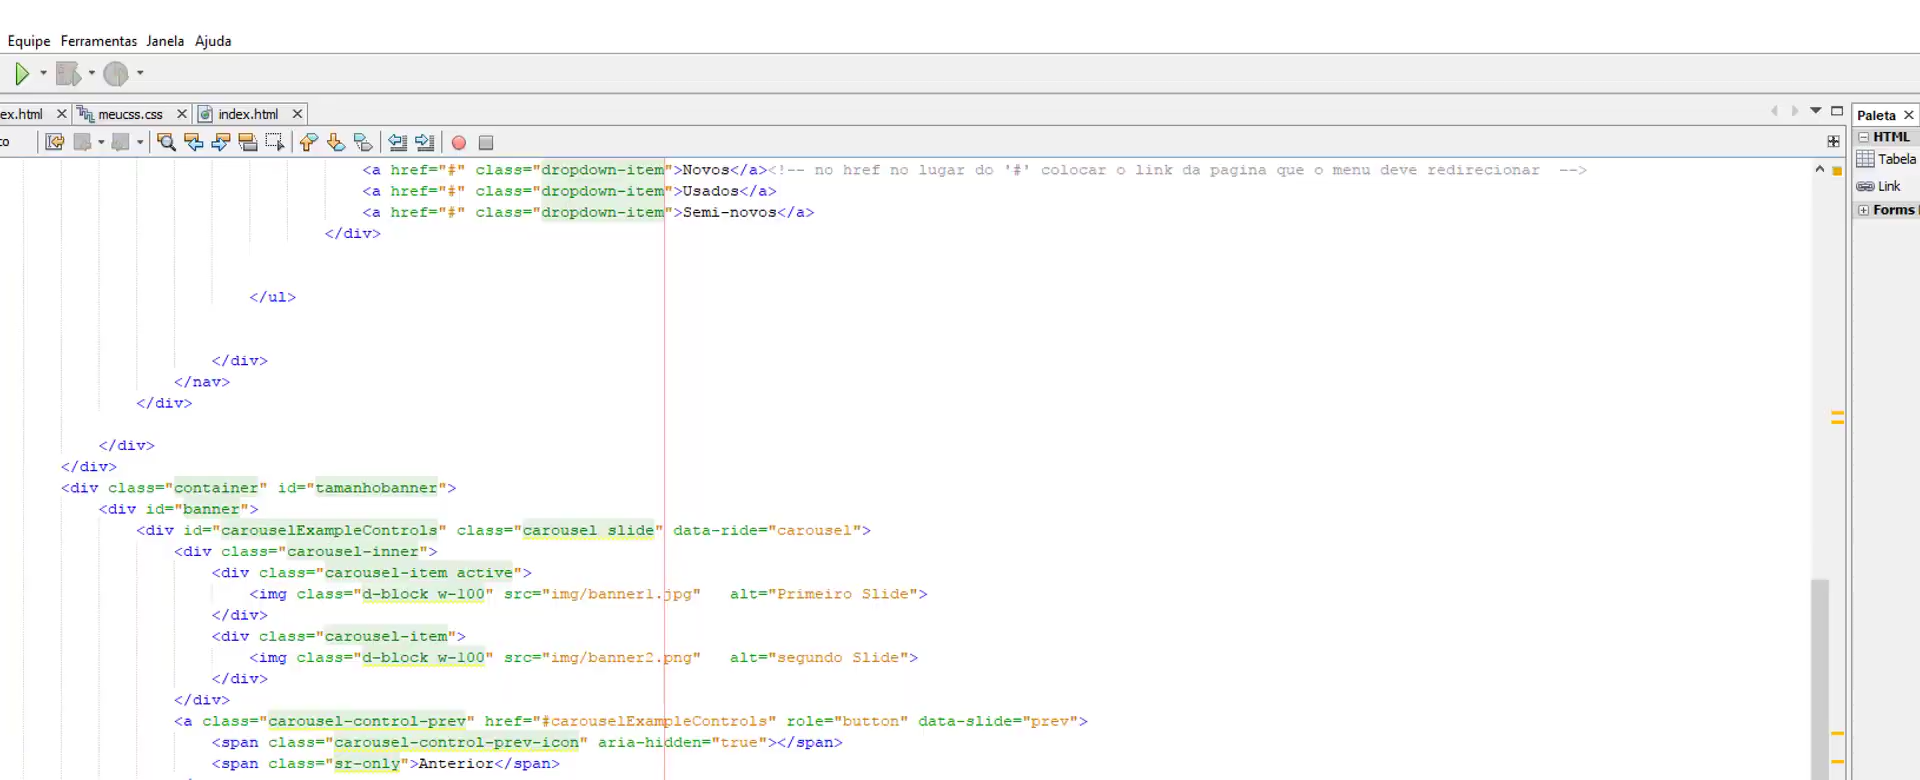 Equipe Ferramentas Janela Ajuda
ex.html meucss.css index.html
Paleta
HTML
Tabela
Link
Forms
<a href="#" class="dropdown-item">Novos</a><!-- no href no lugar do '#' colocar o link da pagina que o menu deve redirecionar -->
<a href="#" class="dropdown-item">Usados</a>
<a href="#" class="dropdown-item">Semi-novos</a>
</div>
</ul>
</div>
</nav>
</div>
</div>
</div>
<div class="container" id="tamanhobanner">
<div id="banner">
<div id="carouselExampleControls" class="carousel slide" data-ride="carousel">
<div class="carousel-inner">
<div class="carousel-item active">
<img class="d-block w-100" src="img/banner1.jpg" alt="Primeiro Slide">
</div>
<div class="carousel-item">
<img class="d-block w-100" src="img/banner2.png" alt="segundo Slide">
</div>
</div>
<a class="carousel-control-prev" href="#carouselExampleControls" role="button" data-slide="prev">
<span class="carousel-control-prev-icon" aria-hidden="true"></span>
<span class="sr-only">Anterior</span>